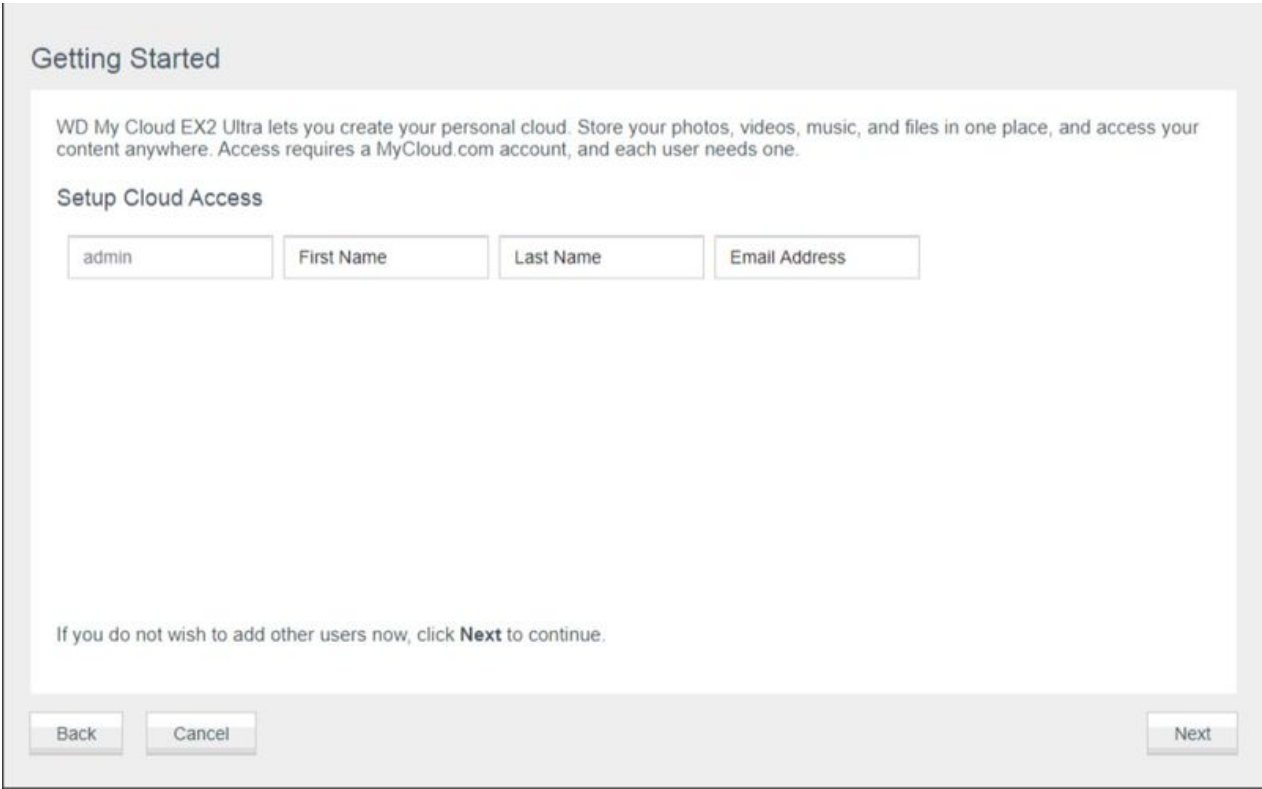 Getting Started
WD My Cloud EX2 Ultra lets you create your personal cloud. Store your photos, videos, music, and files in one place, and access your
content anywhere. Access requires a MyCloud.com account, and each user needs one.
Setup Cloud Access
admin First Name Last Name Email Address
If you do not wish to add other users now, click Next to continue.
Back Cancel Next